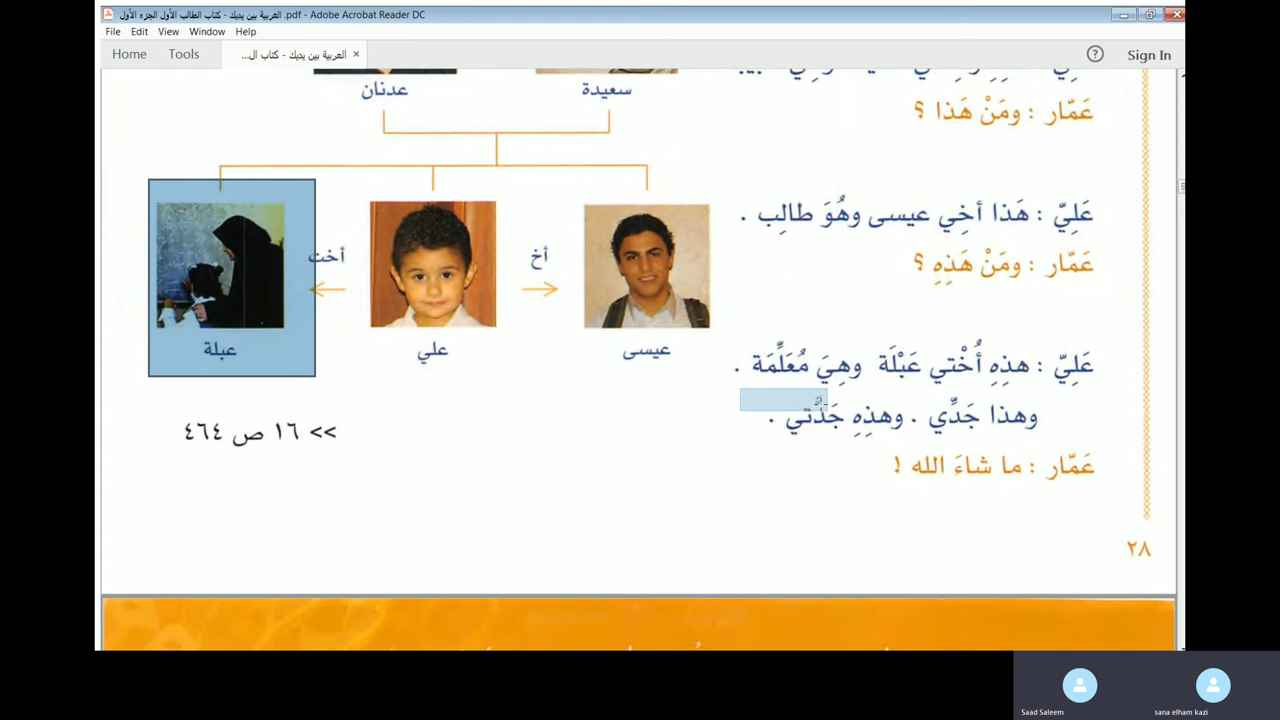 العربية بين يديك - كتاب الطالب الأول الجزء الأول.pdf - Adobe Acrobat Reader DC
File Edit View Window Help
Home Tools العربية بين يديك - كتاب ال... × Sign In
عدنان
سعيدة
عَمّار : ومَنْ هَذا ؟
عَلِيّ : هَذا أخِي عيسى وهُوَ طالِب .
عَمّار : ومَنْ هَذِهِ ؟
أخت
أخ
عبلة
علي
عيسى
عَلِيّ : هذِهِ أُخْتي عَبْلَة وهِيَ مُعَلِّمَة .
وهذا جَدِّي . وهذِهِ جَدَّتي .
عَمّار : ما شاءَ الله !
>> ١٦ ص ٤٦٤
٢٨
Saad Saleem
sana elham kazi